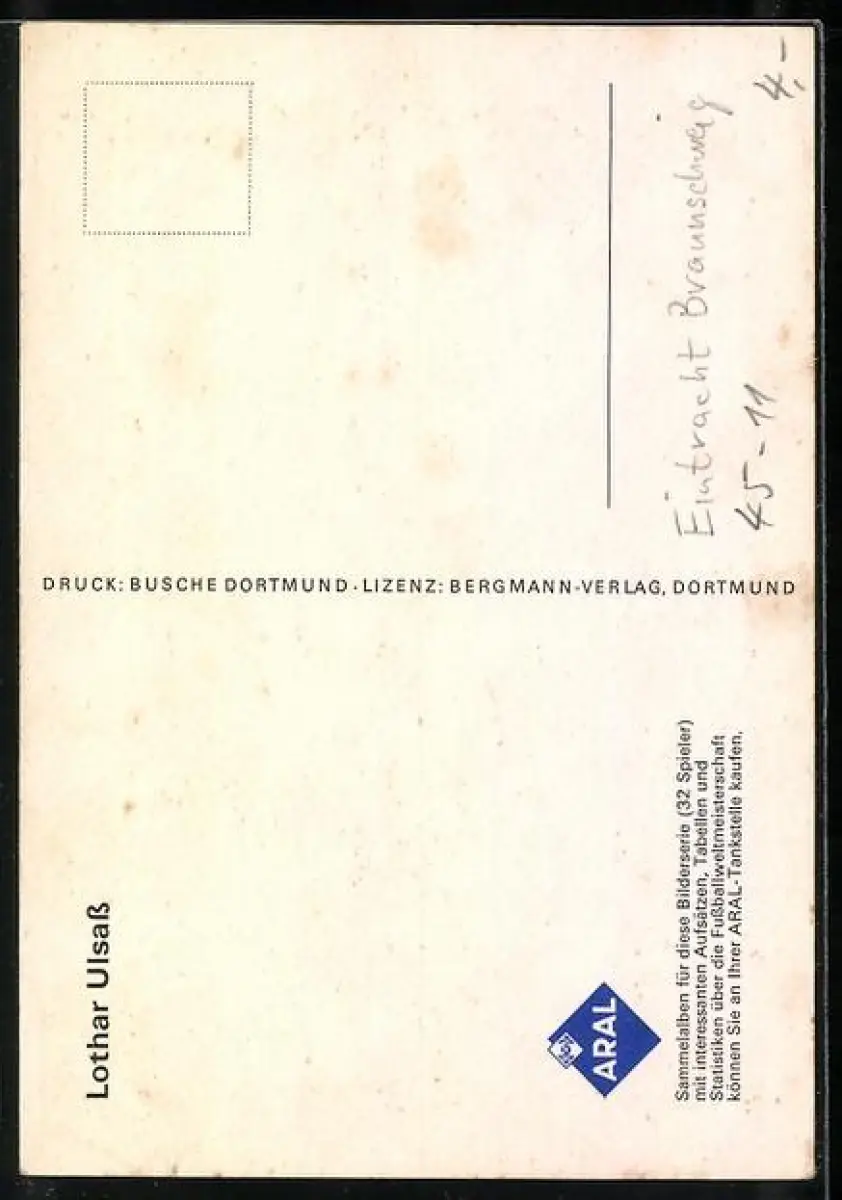 Lothar Ulsaß
BV
ARAL
Sammelalben für diese Bilderserie (32 Spieler)
mit interessanten Aufsätzen, Tabellen und
Statistiken über die Fußballweltmeisterschaft
können Sie an Ihrer ARAL-Tankstelle kaufen.
DRUCK: BUSCHE DORTMUND · LIZENZ: BERGMANN-VERLAG, DORTMUND
Eintracht Braunschweig
45-11
4,-